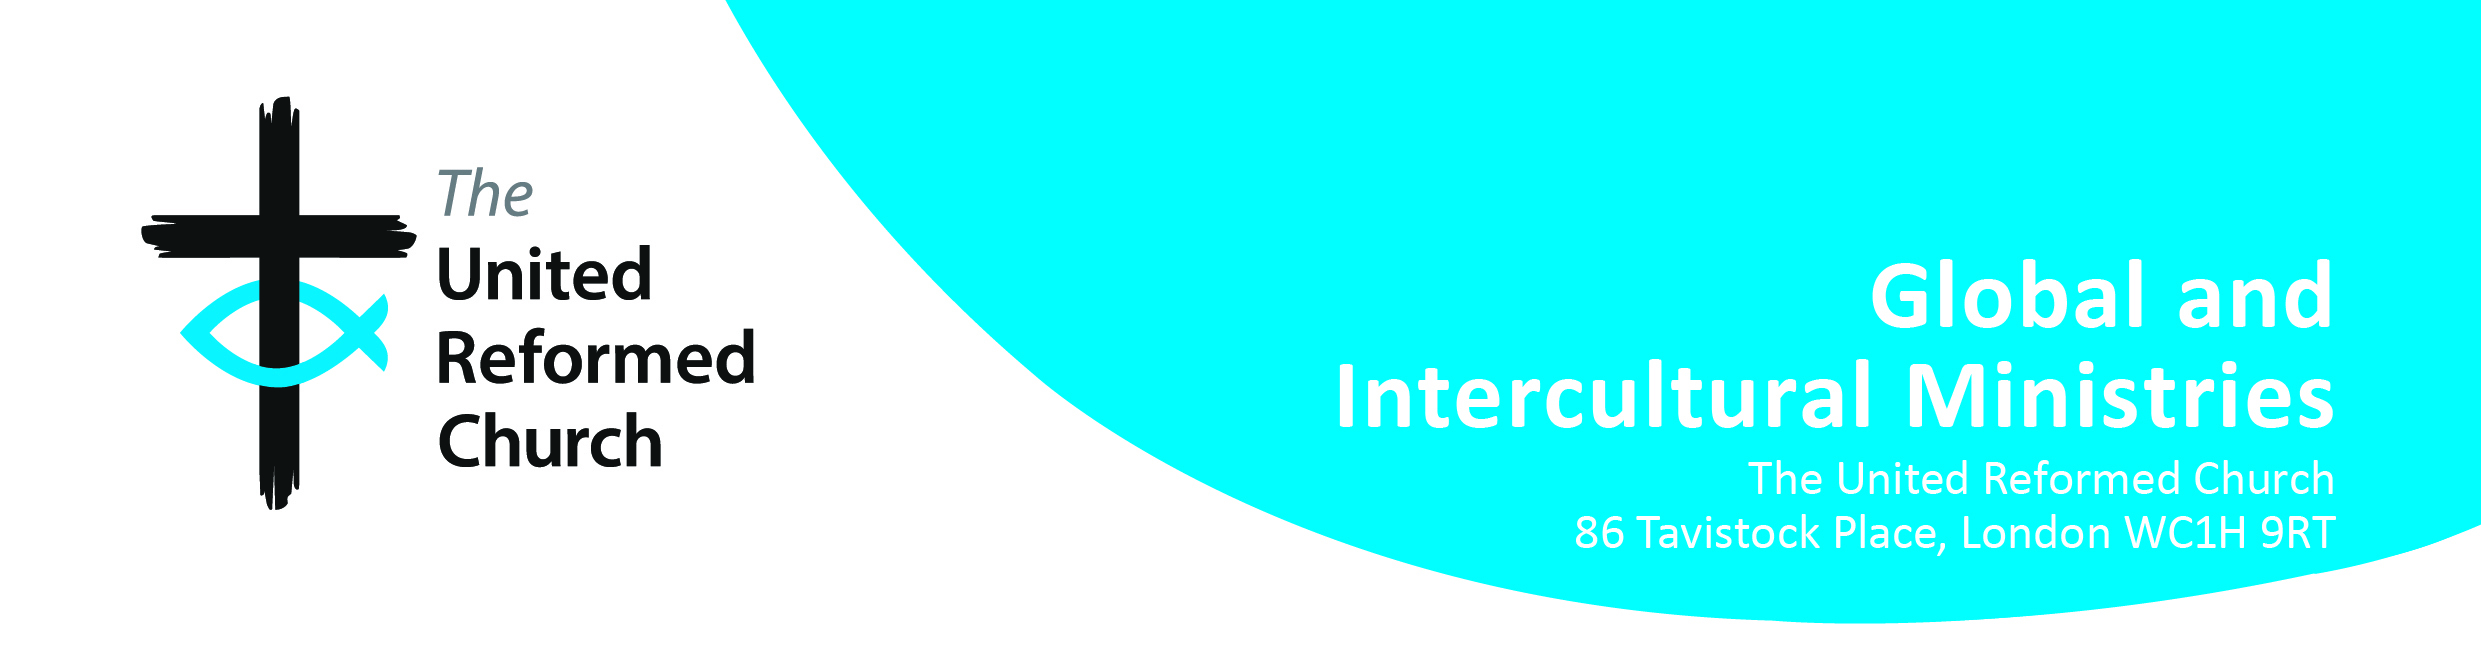 The
United
Reformed
Church
Global and
Intercultural Ministries
The United Reformed Church
86 Tavistock Place, London WC1H 9RT